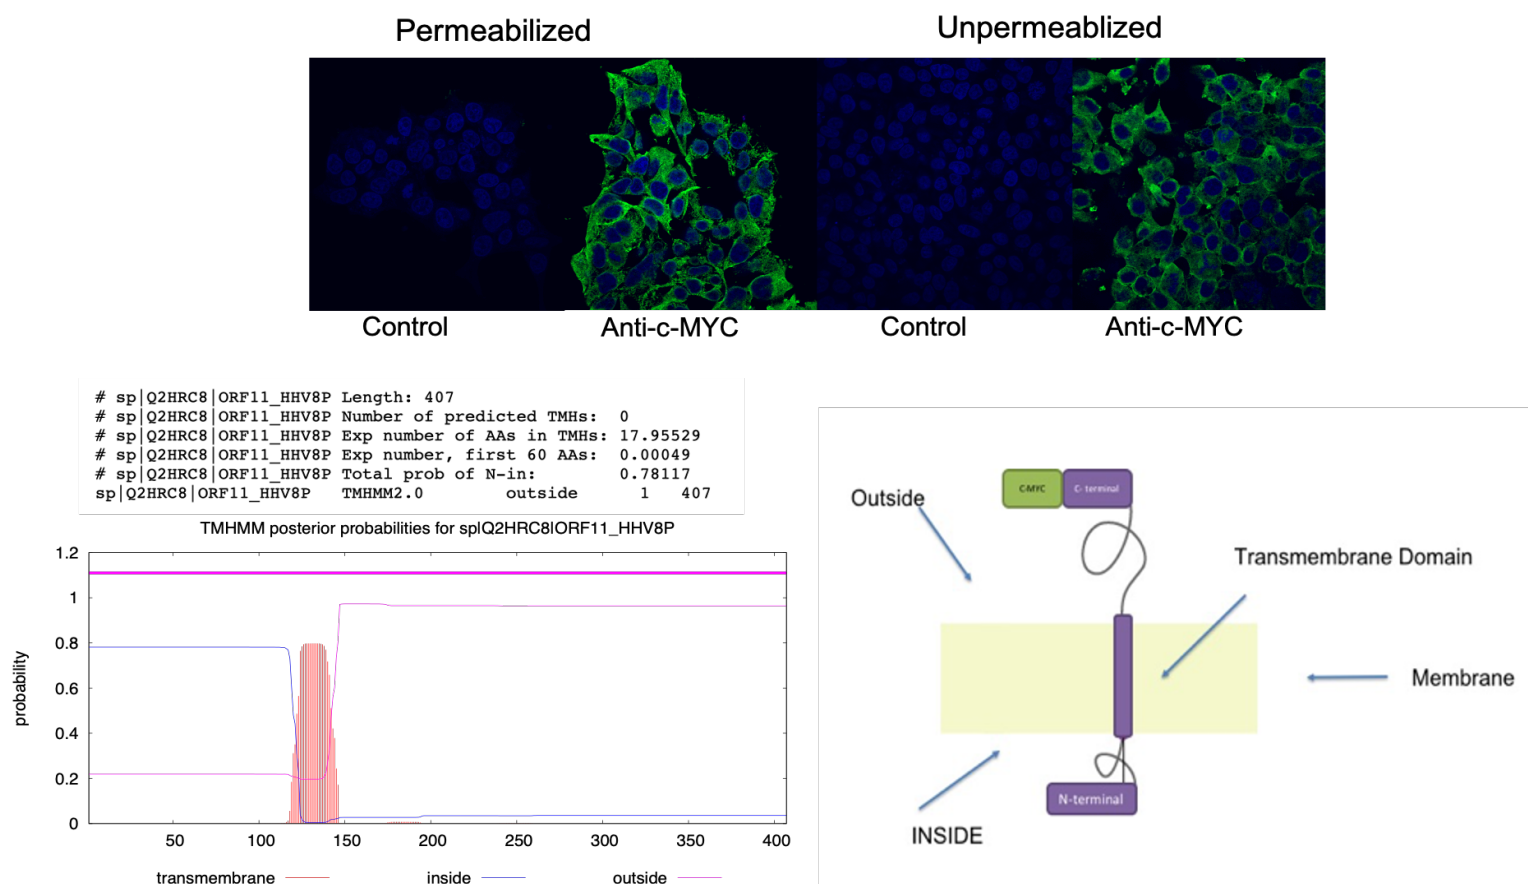 Permeabilized
Unpermeablized
Control
Anti-c-MYC
Control
Anti-c-MYC
# sp|Q2HRC8|ORF11_HHV8P Length: 407
# sp|Q2HRC8|ORF11_HHV8P Number of predicted TMHs: 0
# sp|Q2HRC8|ORF11_HHV8P Exp number of AAs in TMHs: 17.95529
# sp|Q2HRC8|ORF11_HHV8P Exp number, first 60 AAs: 0.00049
# sp|Q2HRC8|ORF11_HHV8P Total prob of N-in: 0.78117
sp|Q2HRC8|ORF11_HHV8P TMHMM2.0 outside 1 407
TMHMM posterior probabilities for sp|Q2HRC8|ORF11_HHV8P
1.2
1
0.8
0.6
0.4
0.2
0
probability
50 100 150 200 250 300 350 400
transmembrane inside outside
C-MYC
C- terminal
Outside
Transmembrane Domain
Membrane
N-terminal
INSIDE